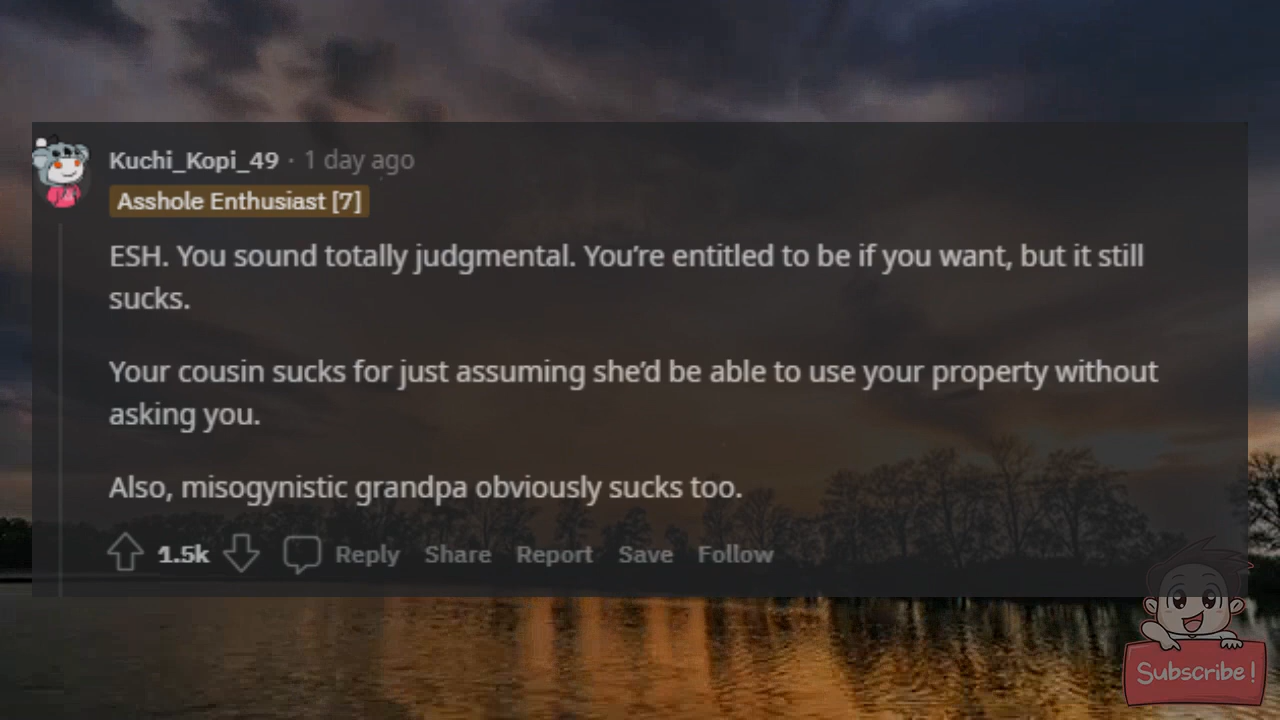 Kuchi_Kopi_49 · 1 day ago
Asshole Enthusiast [7]
ESH. You sound totally judgmental. You’re entitled to be if you want, but it still
sucks.
Your cousin sucks for just assuming she’d be able to use your property without
asking you.
Also, misogynistic grandpa obviously sucks too.
1.5k Reply Share Report Save Follow
Subscribe!